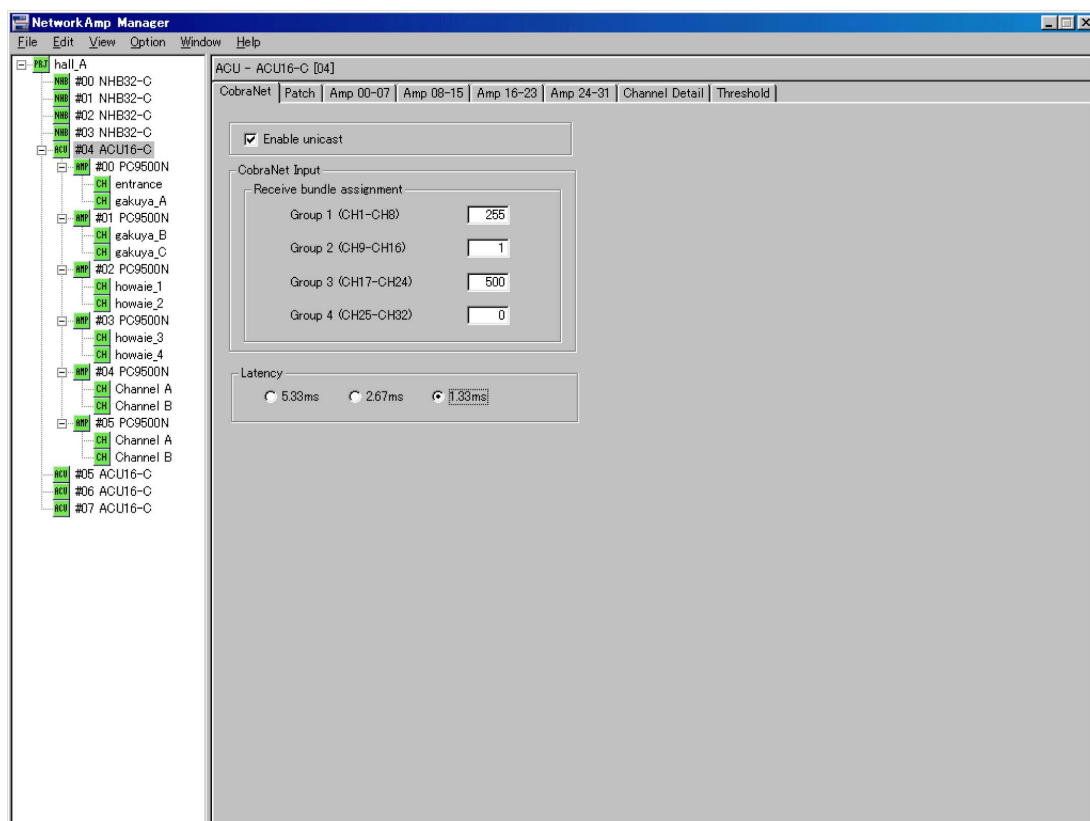 NetworkAmp Manager
File Edit View Option Window Help
PRJ hall_A
NHB #00 NHB32-C
NHB #01 NHB32-C
NHB #02 NHB32-C
NHB #03 NHB32-C
ACU #04 ACU16-C
AMP #00 PC9500N
CH entrance
CH gakuya_A
AMP #01 PC9500N
CH gakuya_B
CH gakuya_C
AMP #02 PC9500N
CH howaie_1
CH howaie_2
AMP #03 PC9500N
CH howaie_3
CH howaie_4
AMP #04 PC9500N
CH Channel A
CH Channel B
AMP #05 PC9500N
CH Channel A
CH Channel B
ACU #05 ACU16-C
ACU #06 ACU16-C
ACU #07 ACU16-C
ACU - ACU16-C [04]
CobraNet Patch Amp 00-07 Amp 08-15 Amp 16-23 Amp 24-31 Channel Detail Threshold
Enable unicast
CobraNet Input
Receive bundle assignment
Group 1 (CH1-CH8) 255
Group 2 (CH9-CH16) 1
Group 3 (CH17-CH24) 500
Group 4 (CH25-CH32) 0
Latency
5.33ms 2.67ms 1.33ms